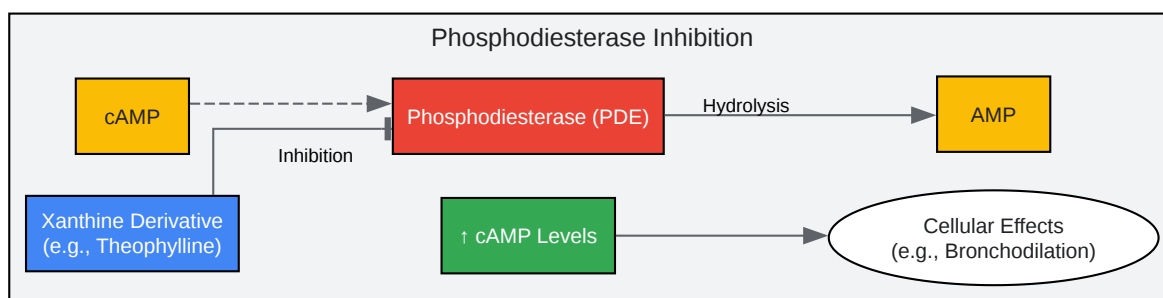 Phosphodiesterase Inhibition
cAMP
Phosphodiesterase (PDE)
Hydrolysis
AMP
Inhibition
Xanthine Derivative
(e.g., Theophylline)
↑ cAMP Levels
Cellular Effects
(e.g., Bronchodilation)